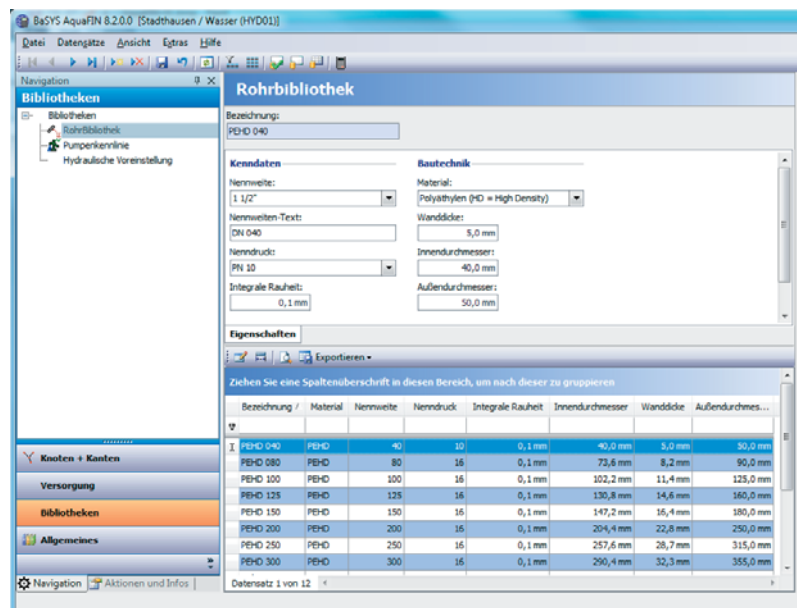 BaSYS AquaFIN 8.2.0.0 [Stadthausen / Wasser (HYD01)]
Datei Datensätze Ansicht Extras Hilfe
Navigation
Bibliotheken
Bibliotheken
RohrBibliothek
Pumpenkennlinie
Hydraulische Voreinstellung
Knoten + Kanten
Versorgung
Bibliotheken
Allgemeines
Navigation Aktionen und Infos
Rohrbibliothek
Bezeichnung:
PEHD 040
Kenndaten Bautechnik
Nennweite: Material:
1 1/2" Polyäthylen (HD = High Density)
Nennweiten-Text: Wanddicke:
DN 040 5,0 mm
Nenndruck: Innendurchmesser:
PN 10 40,0 mm
Integrale Rauheit: Außendurchmesser:
0,1 mm 50,0 mm
Eigenschaften
Exportieren
Ziehen Sie eine Spaltenüberschrift in diesen Bereich, um nach dieser zu gruppieren
Bezeichnung Material Nennweite Nenndruck Integrale Rauheit Innendurchmesser Wanddicke Außendurchmes...
PEHD 040 PEHD 40 10 0,1 mm 40,0 mm 5,0 mm 50,0 mm
PEHD 080 PEHD 80 16 0,1 mm 73,6 mm 8,2 mm 90,0 mm
PEHD 100 PEHD 100 16 0,1 mm 102,2 mm 11,4 mm 125,0 mm
PEHD 125 PEHD 125 16 0,1 mm 130,8 mm 14,6 mm 160,0 mm
PEHD 150 PEHD 150 16 0,1 mm 147,2 mm 16,4 mm 180,0 mm
PEHD 200 PEHD 200 16 0,1 mm 204,4 mm 22,8 mm 250,0 mm
PEHD 250 PEHD 250 16 0,1 mm 257,6 mm 28,7 mm 315,0 mm
PEHD 300 PEHD 300 16 0,1 mm 290,4 mm 32,3 mm 355,0 mm
Datensatz 1 von 12